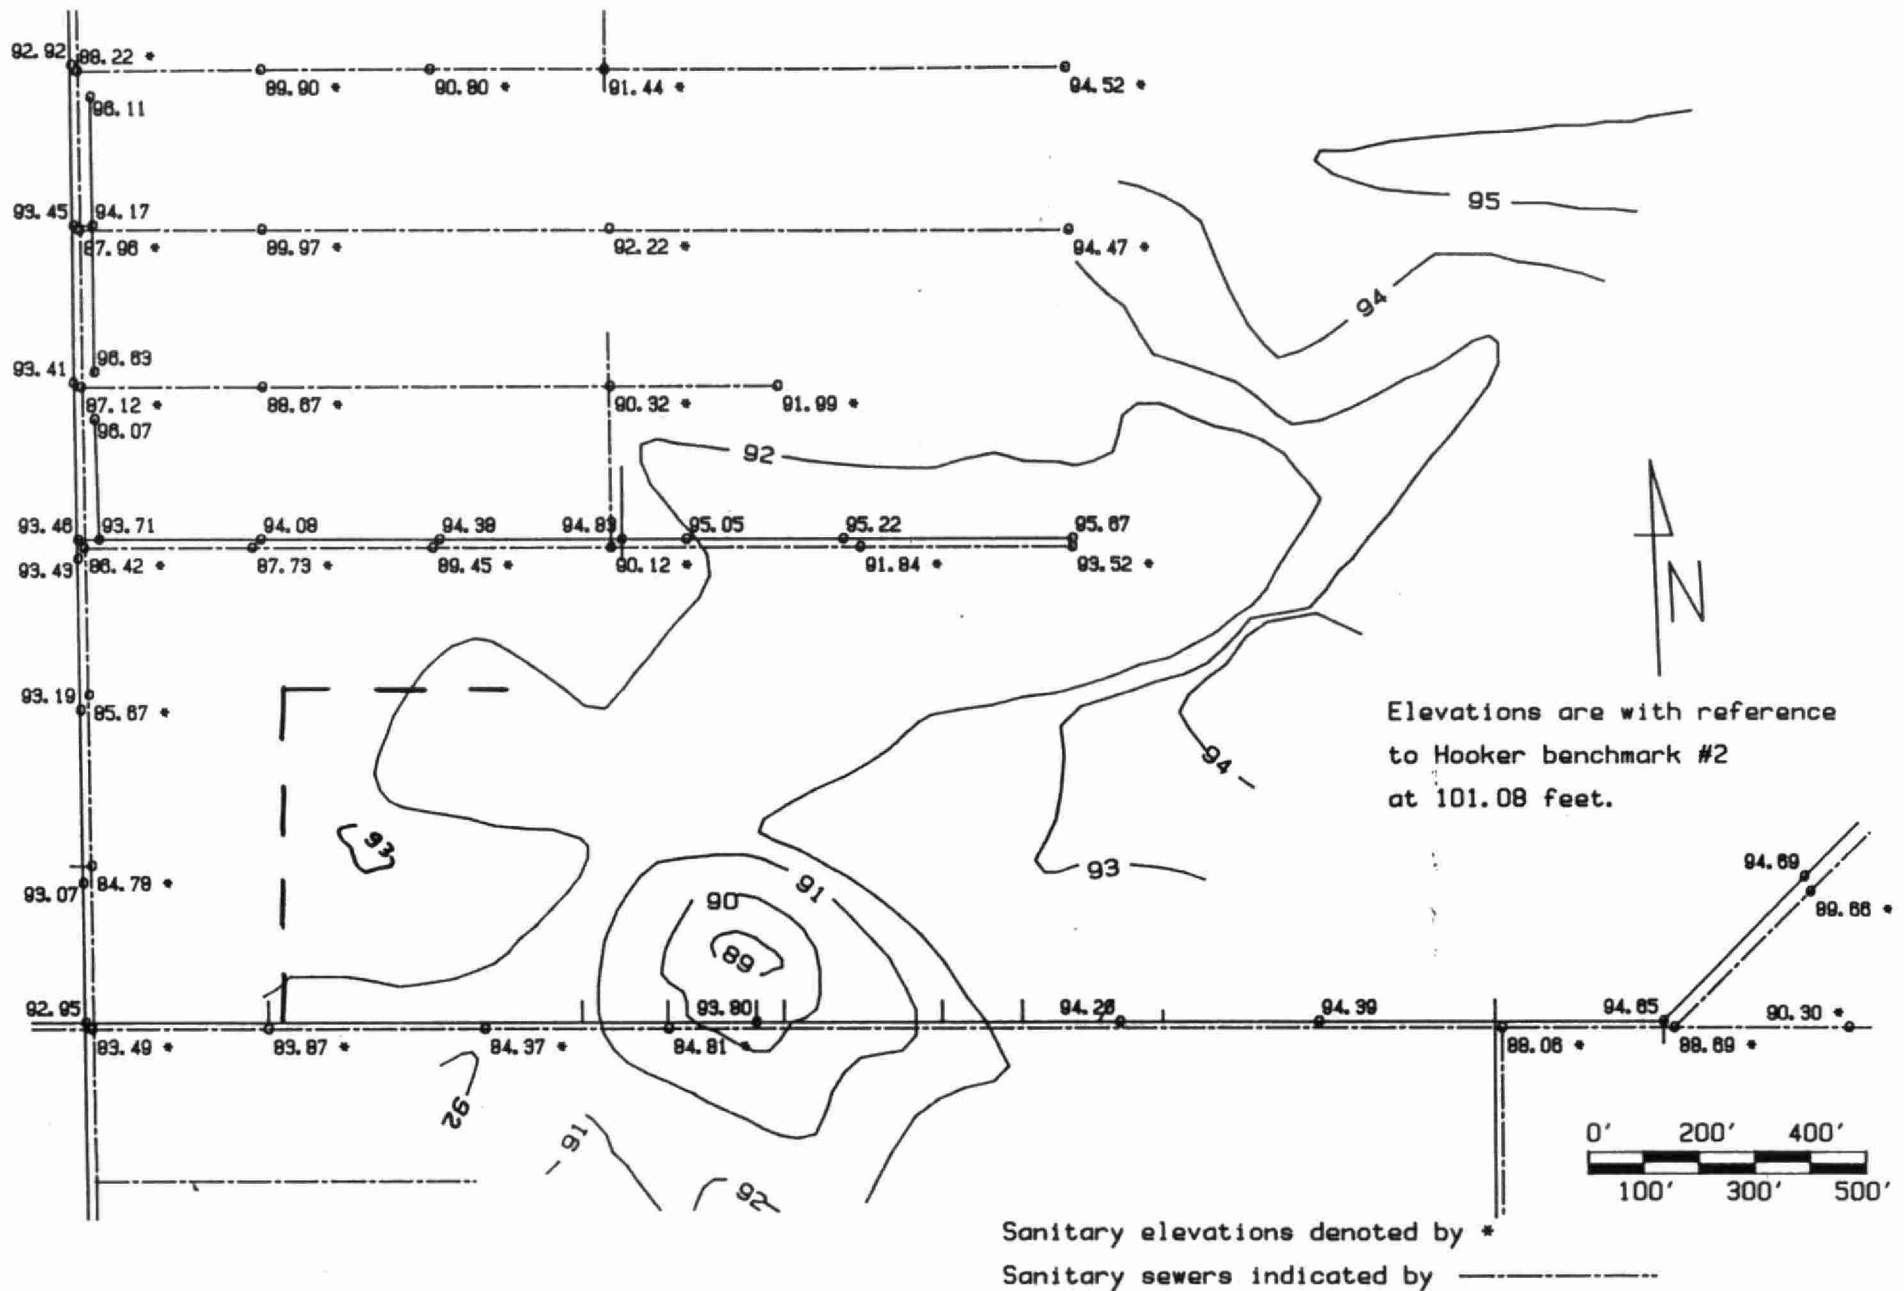 92.92 88.22 *
89.90 * 90.80 * 91.44 * 94.52 *
96.11
95
93.45 94.17
87.96 * 89.97 * 92.22 * 94.47 *
94
93.41 96.63
87.12 * 88.67 * 90.32 * 91.99 *
96.07
92
93.46 93.71 94.08 94.38 94.83 95.05 95.22 95.67
93.43 86.42 * 87.73 * 89.45 * 90.12 * 91.84 * 93.52 *
N
93.19 85.67 *
Elevations are with reference
to Hooker benchmark #2
at 101.08 feet.
94
93
93
94.69
93.07 84.79 *
91
90
89.66 *
89
92.95 93.80 94.26 94.39 94.65 90.30 *
83.49 * 83.87 * 84.37 * 84.81 * 88.06 * 88.69 *
92
91
92
0' 200' 400'
100' 300' 500'
Sanitary elevations denoted by *
Sanitary sewers indicated by